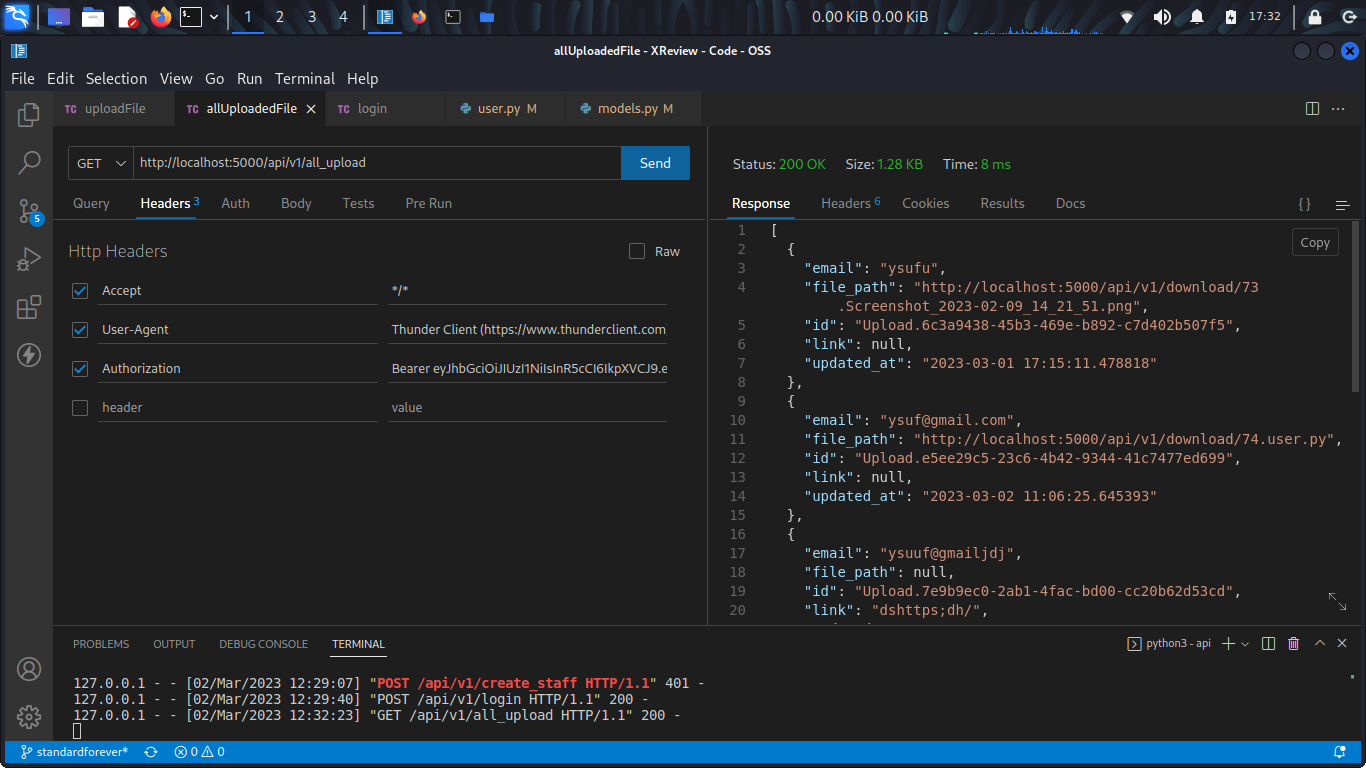 1 2 3 4 0.00 KiB 0.00 KiB 17:32
allUploadedFile - XReview - Code - OSS
File Edit Selection View Go Run Terminal Help
TC uploadFile TC allUploadedFile TC login user.py M models.py M
GET http://localhost:5000/api/v1/all_upload Send
Query Headers 3 Auth Body Tests Pre Run
Http Headers Raw
Accept */*
User-Agent Thunder Client (https://www.thunderclient.com)
Authorization Bearer eyJhbGciOiJIUzI1NiIsInR5cCI6IkpXVCJ9.e
header value
5
Status: 200 OK Size: 1.28 KB Time: 8 ms
Response Headers 6 Cookies Results Docs { }
Copy
1 [
2 {
3 "email": "ysufu",
4 "file_path": "http://localhost:5000/api/v1/download/73
.Screenshot_2023-02-09_14_21_51.png",
5 "id": "Upload.6c3a9438-45b3-469e-b892-c7d402b507f5",
6 "link": null,
7 "updated_at": "2023-03-01 17:15:11.478818"
8 },
9 {
10 "email": "ysuf@gmail.com",
11 "file_path": "http://localhost:5000/api/v1/download/74.user.py",
12 "id": "Upload.e5ee29c5-23c6-4b42-9344-41c7477ed699",
13 "link": null,
14 "updated_at": "2023-03-02 11:06:25.645393"
15 },
16 {
17 "email": "ysuuf@gmailjdj",
18 "file_path": null,
19 "id": "Upload.7e9b9ec0-2ab1-4fac-bd00-cc20b62d53cd",
20 "link": "dshttps;dh/",
PROBLEMS OUTPUT DEBUG CONSOLE TERMINAL python3 - api
127.0.0.1 - - [02/Mar/2023 12:29:07] "POST /api/v1/create_staff HTTP/1.1" 401 -
127.0.0.1 - - [02/Mar/2023 12:29:40] "POST /api/v1/login HTTP/1.1" 200 -
127.0.0.1 - - [02/Mar/2023 12:32:23] "GET /api/v1/all_upload HTTP/1.1" 200 -
standardforever* 0 0